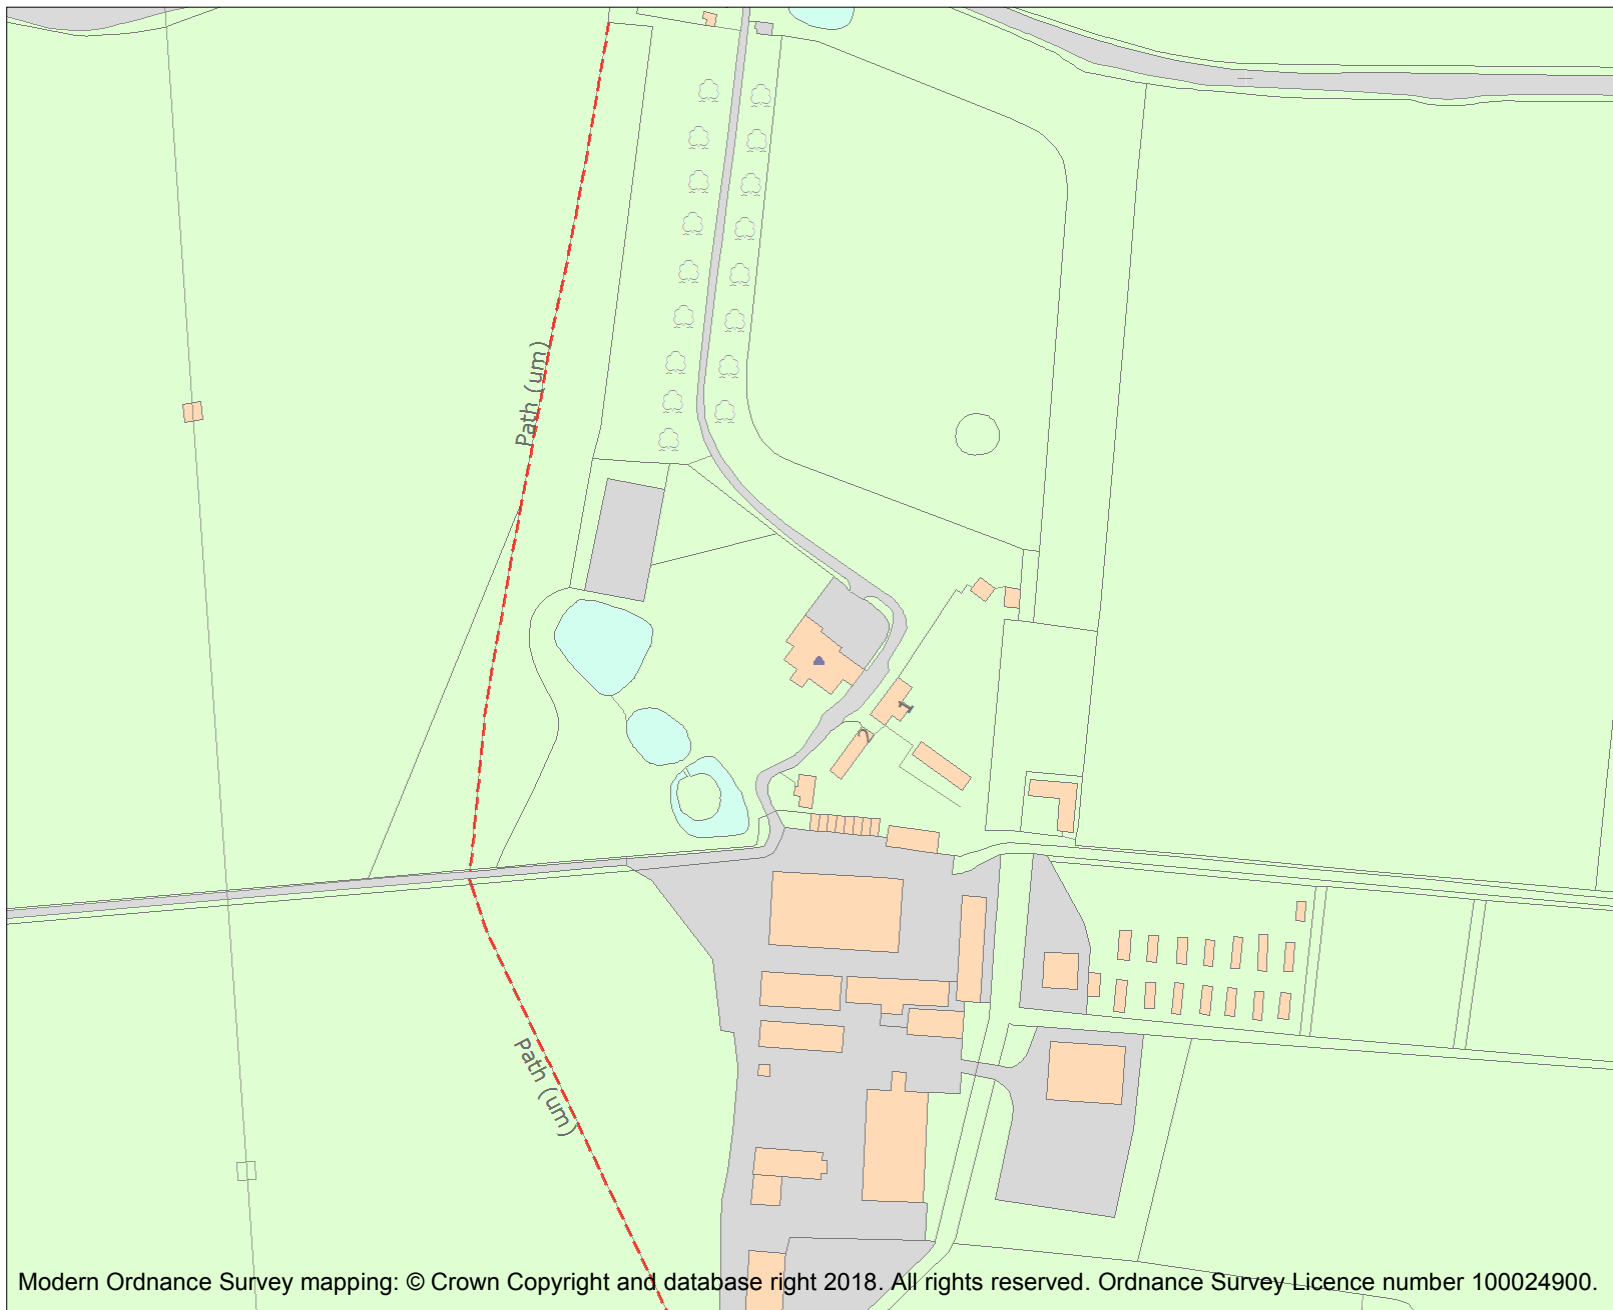 Path (um)
1
2
Path (um)
Modern Ordnance Survey mapping: © Crown Copyright and database right 2018. All rights reserved. Ordnance Survey Licence number 100024900.